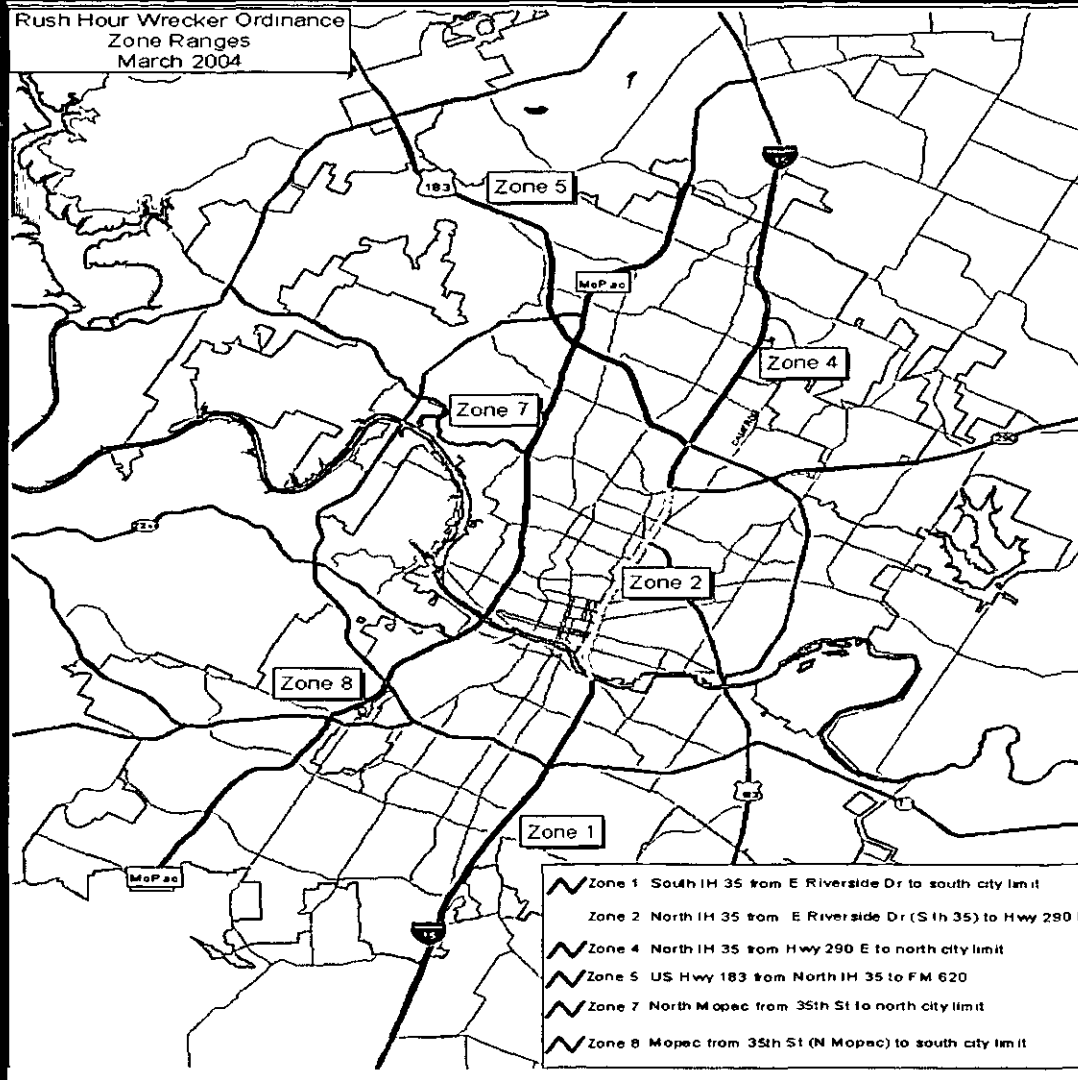 Rush Hour Wrecker Ordinance
Zone Ranges
March 2004
183
Zone 5
MoPac
Zone 4
Zone 7
CAMERON
290
Zone 2
Zone 8
Zone 1
MoPac
35
Zone 1 South IH 35 from E Riverside Dr to south city limit
Zone 2 North IH 35 from E Riverside Dr (S Ih 35) to Hwy 290
Zone 4 North IH 35 from Hwy 290 E to north city limit
Zone 5 US Hwy 183 from North IH 35 to FM 620
Zone 7 North Mopac from 35th St to north city limit
Zone 8 Mopac from 35th St (N Mopac) to south city limit